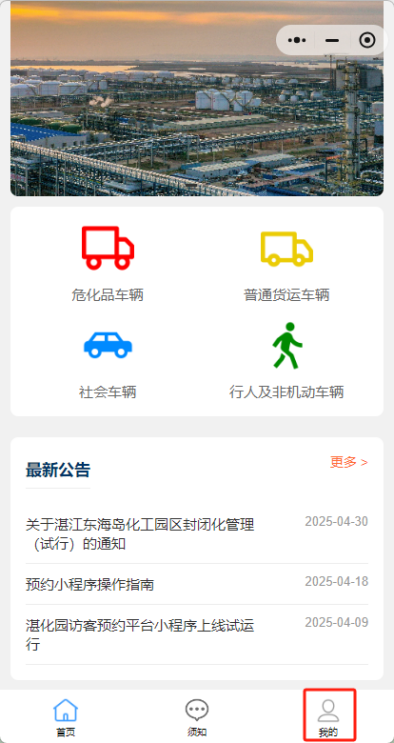 危化品车辆
普通货运车辆
社会车辆
行人及非机动车辆
最新公告
更多 >
关于湛江东海岛化工园区封闭化管理
（试行）的通知
2025-04-30
预约小程序操作指南
2025-04-18
湛化园访客预约平台小程序上线试运
行
2025-04-09
首页
须知
我的